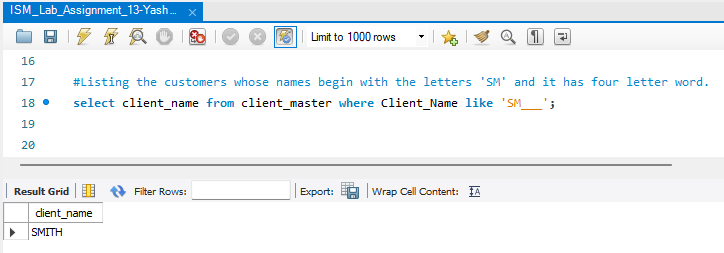 ISM_Lab_Assignment_13-Yash...
Limit to 1000 rows
16
17 #Listing the customers whose names begin with the letters 'SM' and it has four letter word.
18 select client_name from client_master where Client_Name like 'SM___';
19
20
Result Grid Filter Rows: Export: Wrap Cell Content:
client_name
SMITH